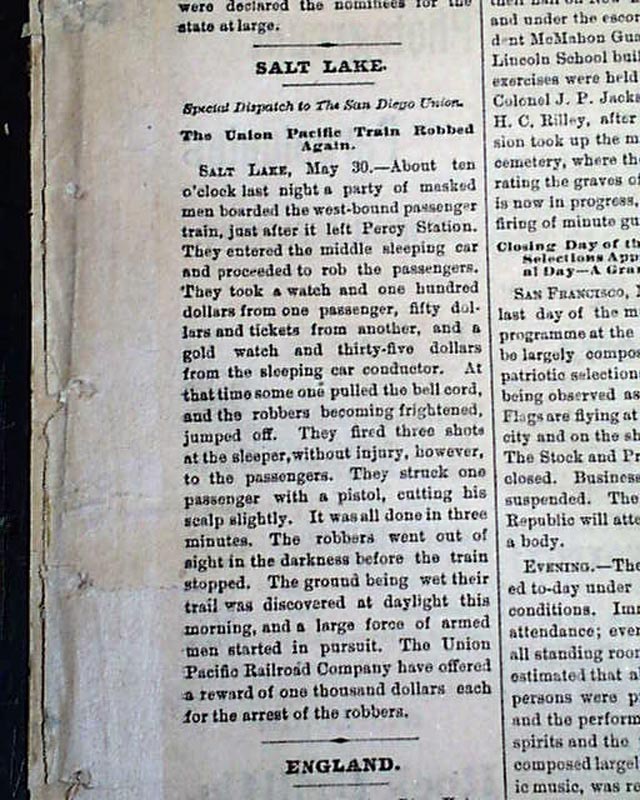 were declared the nominees for the
state at large.
SALT LAKE.
Special Dispatch to The San Diego Union.
The Union Pacific Train Robbed
Again.
SALT LAKE, May 30.—About ten
o'clock last night a party of masked
men boarded the west-bound passenger
train, just after it left Percy Station.
They entered the middle sleeping car
and proceeded to rob the passengers.
They took a watch and one hundred
dollars from one passenger, fifty dol-
lars and tickets from another, and a
gold watch and thirty-five dollars
from the sleeping car conductor. At
that time some one pulled the bell cord,
and the robbers becoming frightened,
jumped off. They fired three shots
at the sleeper, without injury, however,
to the passengers. They struck one
passenger with a pistol, cutting his
scalp slightly. It was all done in three
minutes. The robbers went out of
sight in the darkness before the train
stopped. The ground being wet their
trail was discovered at daylight this
morning, and a large force of armed
men started in pursuit. The Union
Pacific Railroad Company have offered
a reward of one thousand dollars each
for the arrest of the robbers.
ENGLAND.
and under the escor
dent McMahon Gua
Lincoln School buil
exercises were held
Colonel J. P. Jacks
H. C. Rilley, after
sion took up the m
cemetery, where th
rating the graves of
is now in progress,
firing of minute gu
Closing Day of th
Selections App
al Day—A Gra
SAN FRANCISCO,
last day of the m
programme at the
be largely compos
patriotic selection
being observed as
Flags are flying at
city and on the sh
The Stock and Pr
closed. Business
suspended. The
Republic will atte
a body.
EVENING.—The
ed to-day under
conditions. Im
attendance; ever
all standing room
estimated that a
persons were p
and the perform
spirits and the
composed largel
ic music, was r